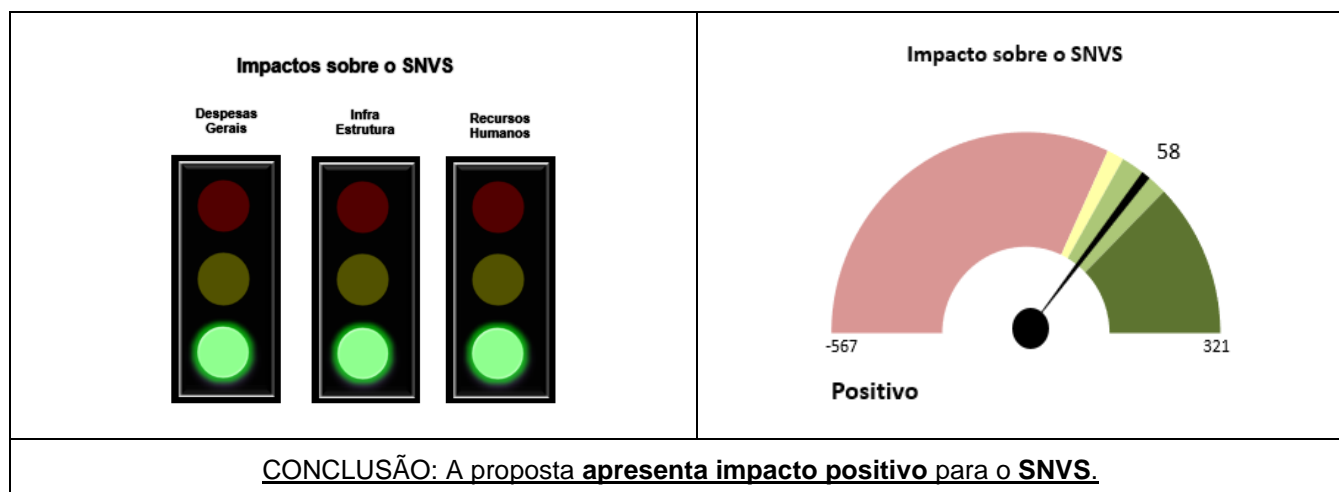 Impactos sobre o SNVS
Despesas
Gerais
Infra
Estrutura
Recursos
Humanos
Impacto sobre o SNVS
58
-567
321
Positivo
CONCLUSÃO: A proposta apresenta impacto positivo para o SNVS.